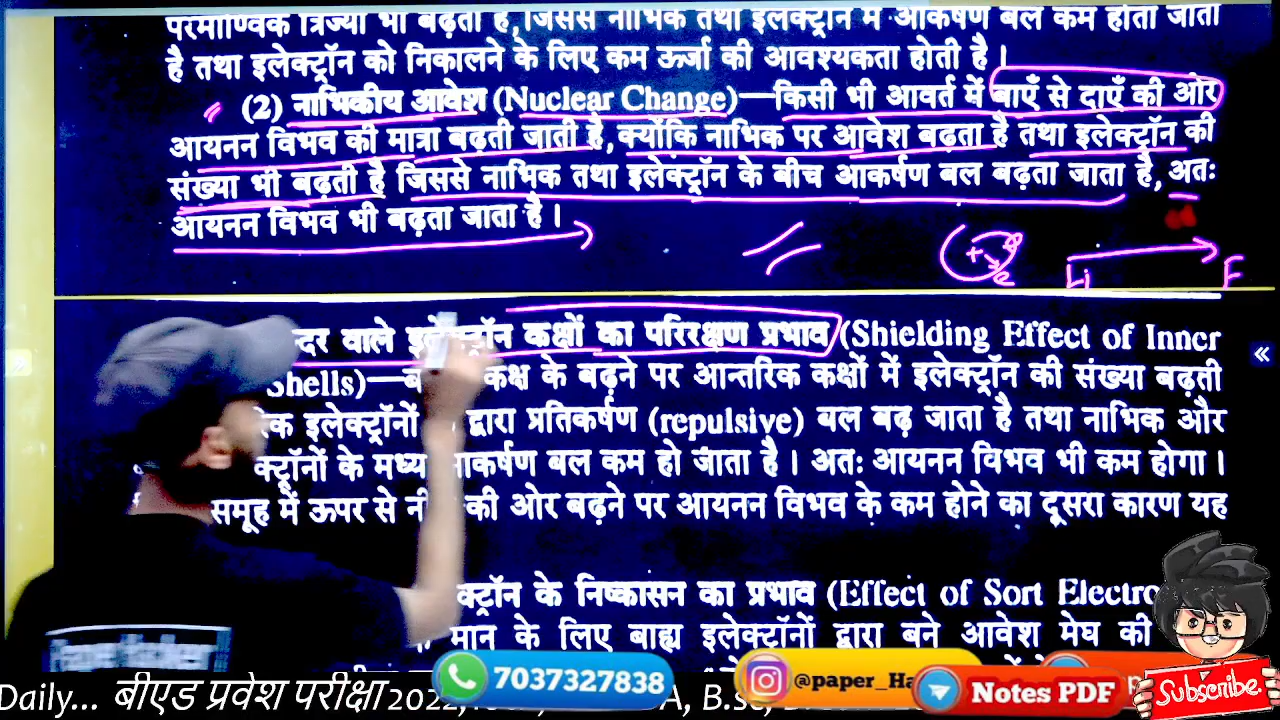 परमाण्विक त्रिज्या भी बढ़ती है, जिससे नाभिक तथा इलेक्ट्रॉन में आकर्षण बल कम होता जाता
है तथा इलेक्ट्रॉन को निकालने के लिए कम ऊर्जा की आवश्यकता होती है।
(2) नाभिकीय आवेश (Nuclear Change)—किसी भी आवर्त में बाएँ से दाएँ की ओर
आयनन विभव की मात्रा बढ़ती जाती है, क्योंकि नाभिक पर आवेश बढ़ता है तथा इलेक्ट्रॉन की
संख्या भी बढ़ती है जिससे नाभिक तथा इलेक्ट्रॉन के बीच आकर्षण बल बढ़ता जाता है, अतः
आयनन विभव भी बढ़ता जाता है।
+ e
Li F
वाले इलेक्ट्रॉन कक्षों का परिरक्षण प्रभाव (Shielding Effect of Inner
Shells)— कक्ष के बढ़ने पर आन्तरिक कक्षों में इलेक्ट्रॉन की संख्या बढ़ती
इलेक्ट्रॉनों द्वारा प्रतिकर्षण (repulsive) बल बढ़ जाता है तथा नाभिक और
के मध्य आकर्षण बल कम हो जाता है। अतः आयनन विभव भी कम होगा।
समूह में ऊपर से की ओर बढ़ने पर आयनन विभव के कम होने का दूसरा कारण यह
के निष्कासन का प्रभाव (Effect of Sort Electro
मान के लिए बाह्य इलेक्ट्रॉनों द्वारा बने आवेश मेघ की
Paper Hacker
Daily... बीएड प्रवेश परीक्षा 2022, A, B.sc,
7037327838
@paper_Ha
Notes PDF
Subscribe